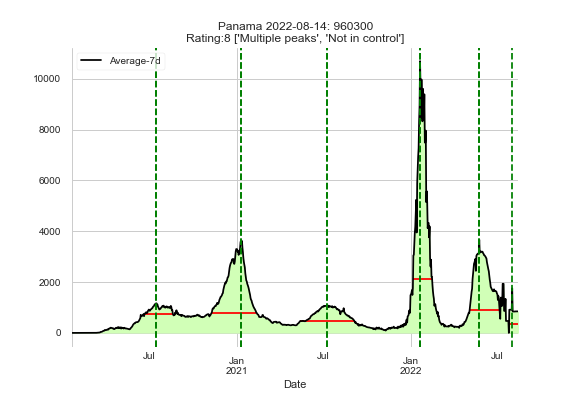 Panama 2022-08-14: 960300
Rating:8 ['Multiple peaks', 'Not in control']
Average-7d
10000
8000
6000
4000
2000
0
Jul
Jan
2021
Jul
Jan
2022
Jul
Date